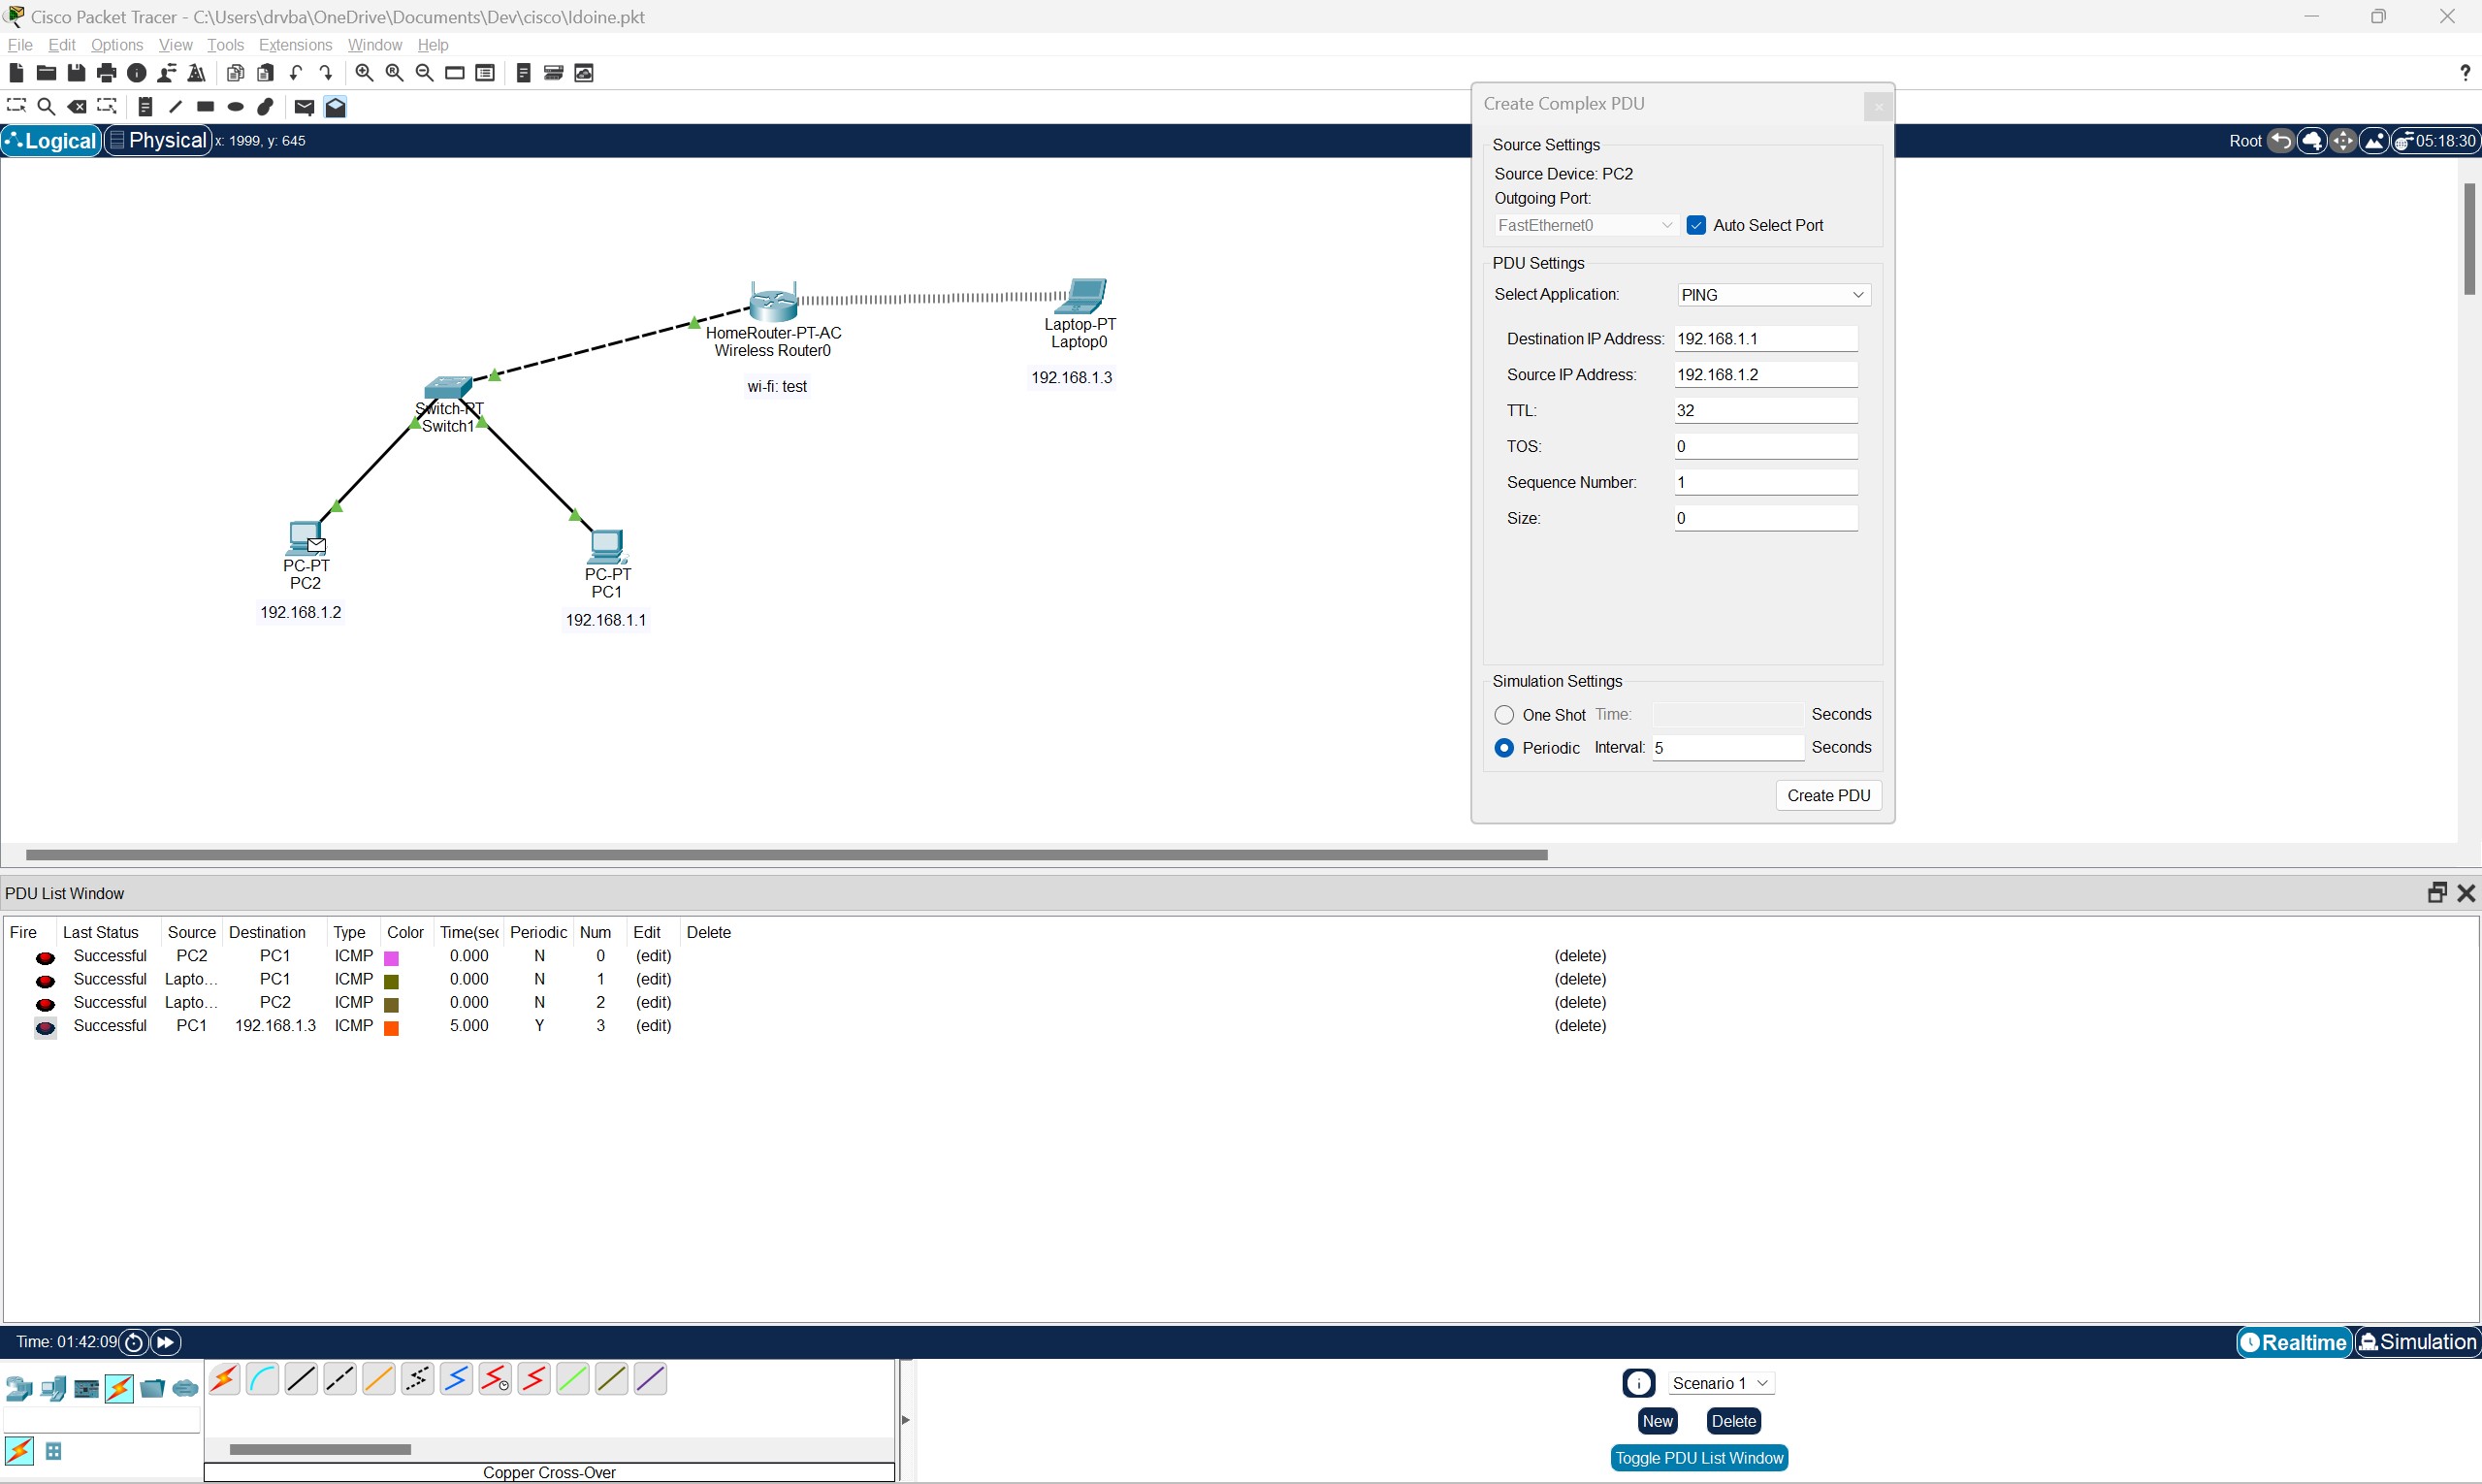 Cisco Packet Tracer - C:\Users\drvba\OneDrive\Documents\Dev\cisco\Idoine.pkt
File Edit Options View Tools Extensions Window Help
?
Logical Physical x: 1999, y: 645 Root 05:18:30
Create Complex PDU
Source Settings
Source Device: PC2
Outgoing Port:
FastEthernet0 Auto Select Port
PDU Settings
Select Application: PING
Destination IP Address: 192.168.1.1
Source IP Address: 192.168.1.2
TTL: 32
TOS: 0
Sequence Number: 1
Size: 0
Simulation Settings
One Shot Time: Seconds
Periodic Interval: 5 Seconds
Create PDU
HomeRouter-PT-AC
Wireless Router0
wi-fi: test
Laptop-PT
Laptop0
192.168.1.3
Switch-PT
Switch1
PC-PT
PC2
192.168.1.2
PC-PT
PC1
192.168.1.1
PDU List Window
Fire Last Status Source Destination Type Color Time(sec Periodic Num Edit Delete
Successful PC2 PC1 ICMP 0.000 N 0 (edit) (delete)
Successful Lapto... PC1 ICMP 0.000 N 1 (edit) (delete)
Successful Lapto... PC2 ICMP 0.000 N 2 (edit) (delete)
Successful PC1 192.168.1.3 ICMP 5.000 Y 3 (edit) (delete)
Time: 01:42:09 Realtime Simulation
Scenario 1
New Delete
Toggle PDU List Window
Copper Cross-Over